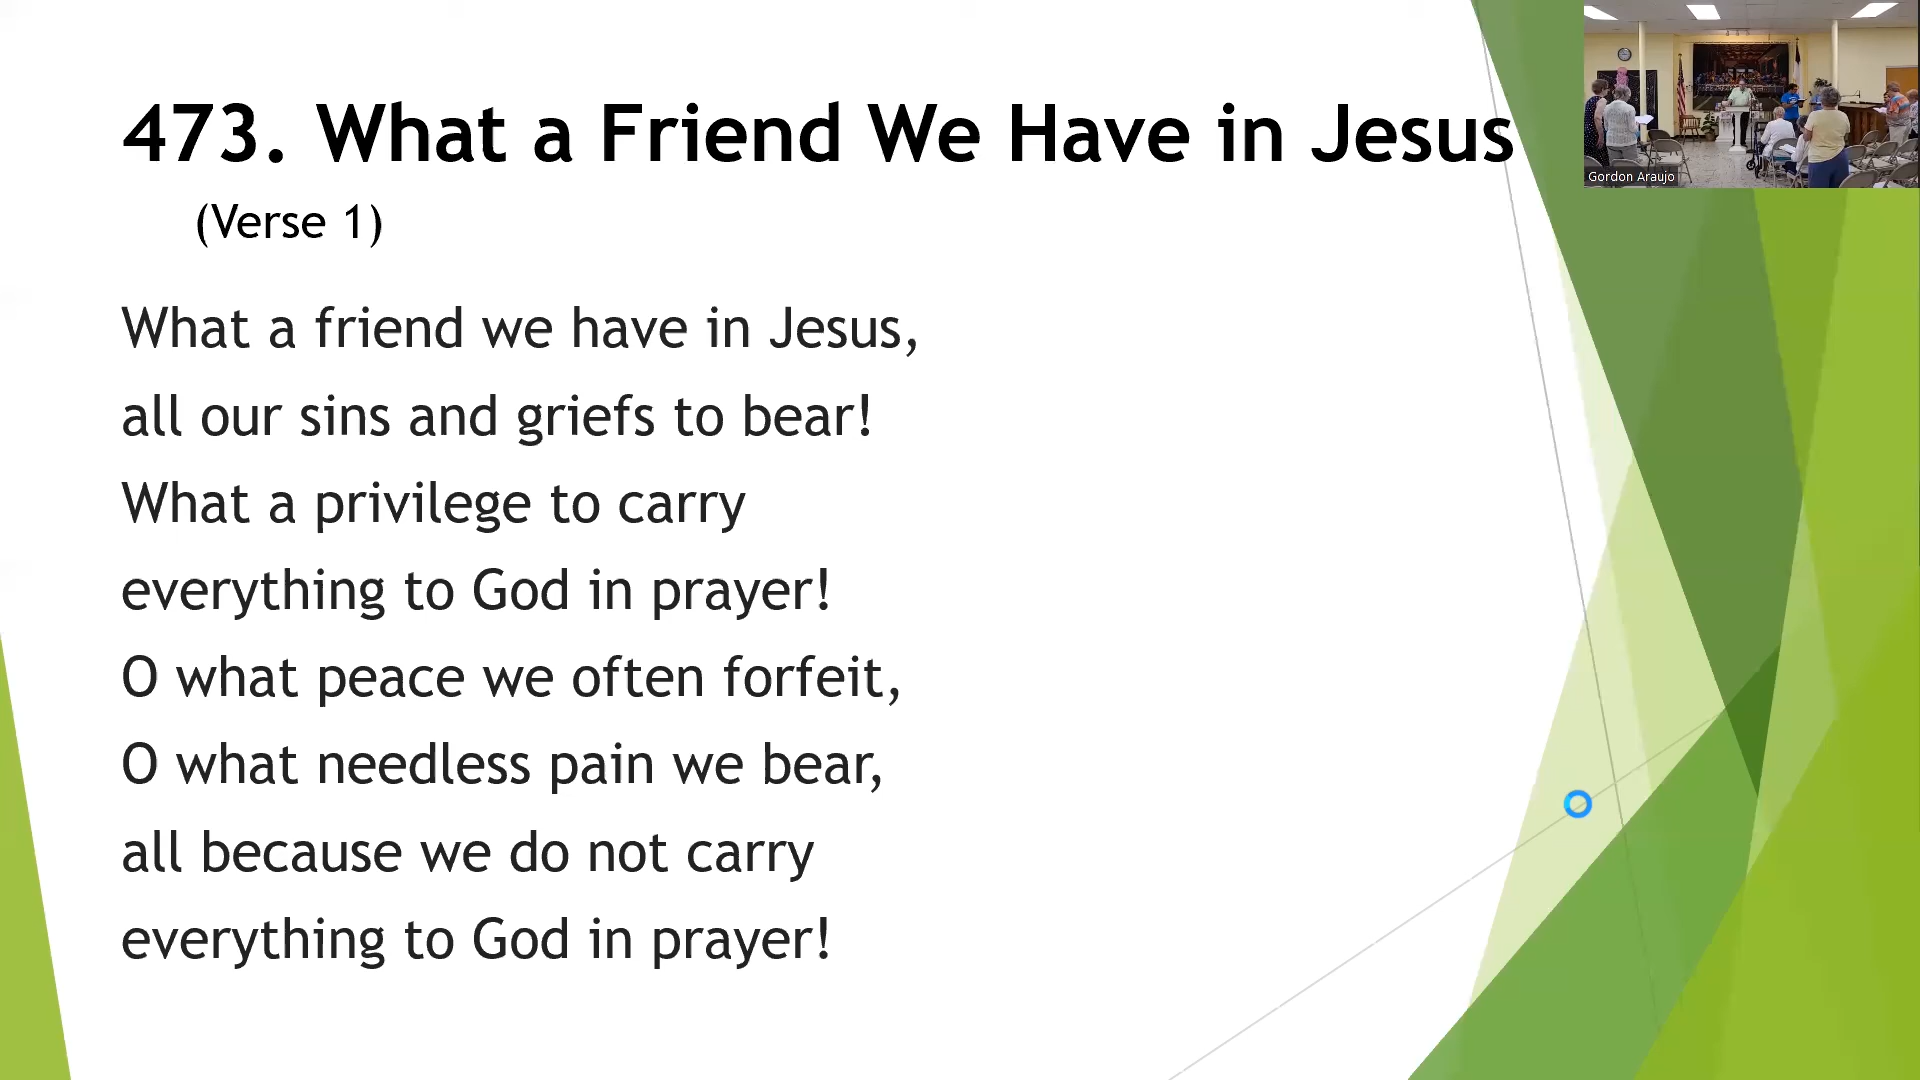 473. What a Friend We Have in Jesus
(Verse 1)
What a friend we have in Jesus,
all our sins and griefs to bear!
What a privilege to carry
everything to God in prayer!
O what peace we often forfeit,
O what needless pain we bear,
all because we do not carry
everything to God in prayer!
Gordon Araujo